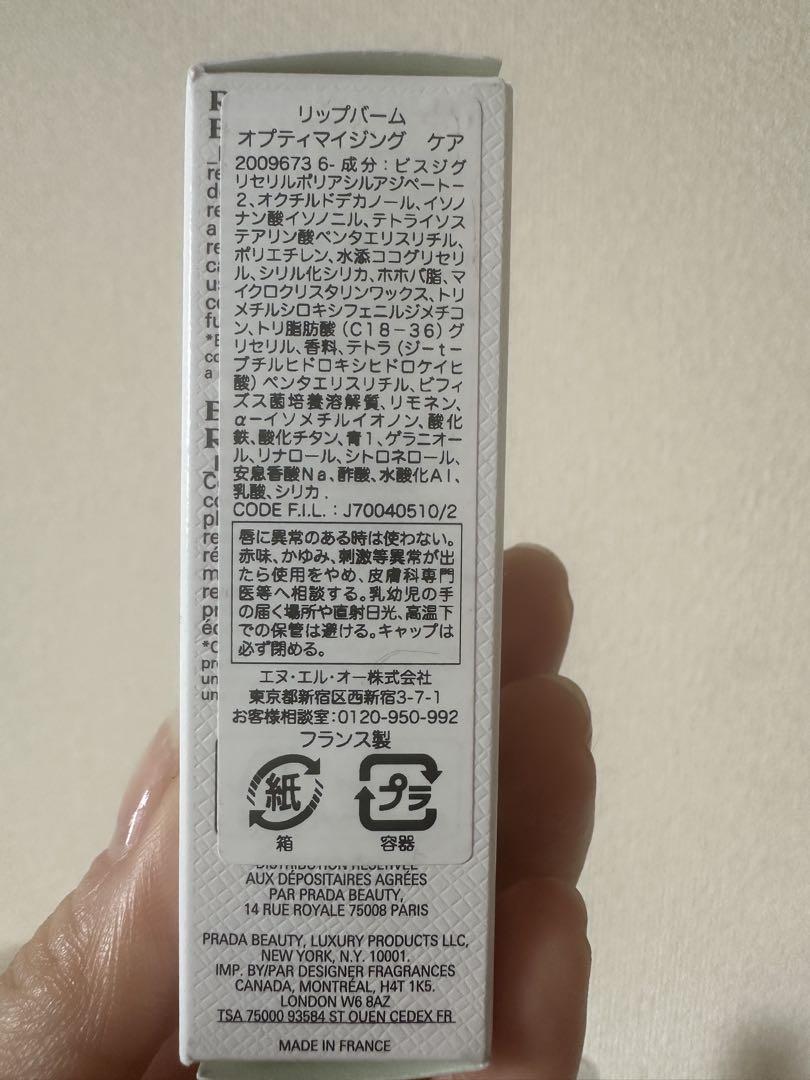 リップバーム
オプティマイジング　ケア
2009673 6- 成分：ビスジグ
リセリルポリアシルアジペート－
2、オクチルドデカノール、イソノ
ナン酸イソノニル、テトライソス
テアリン酸ペンタエリスリチル、
ポリエチレン、水添ココグリセリ
ル、シリル化シリカ、ホホバ脂、マ
イクロクリスタリンワックス、トリ
メチルシロキシフェニルジメチコ
ン、トリ脂肪酸（C18－36）グ
リセリル、香料、テトラ（ジーtー
ブチルヒドロキシヒドロケイヒ
酸）ペンタエリスリチル、ビフィ
ズス菌培養溶解質、リモネン、
α－イソメチルイオノン、酸化
鉄、酸化チタン、青1、ゲラニオー
ル、リナロール、シトロネロール、
安息香酸Na、酢酸、水酸化Al、
乳酸、シリカ .
CODE F.I.L. : J70040510/2
唇に異常のある時は使わない。
赤味、かゆみ、刺激等異常が出
たら使用をやめ、皮膚科専門
医等へ相談する。乳幼児の手
の届く場所や直射日光、高温下
での保管は避ける。キャップは
必ず閉める。
エヌ・エル・オー株式会社
東京都新宿区西新宿3-7-1
お客様相談室：0120-950-992
フランス製
紙 プラ
箱 容器
DISTRIBUTION RÉSERVÉE
AUX DÉPOSITAIRES AGRÉES
PAR PRADA BEAUTY,
14 RUE ROYALE 75008 PARIS
PRADA BEAUTY, LUXURY PRODUCTS LLC,
NEW YORK, N.Y. 10001.
IMP. BY/PAR DESIGNER FRAGRANCES
CANADA, MONTRÉAL, H4T 1K5.
LONDON W6 8AZ
TSA 75000 93584 ST OUEN CEDEX FR
MADE IN FRANCE